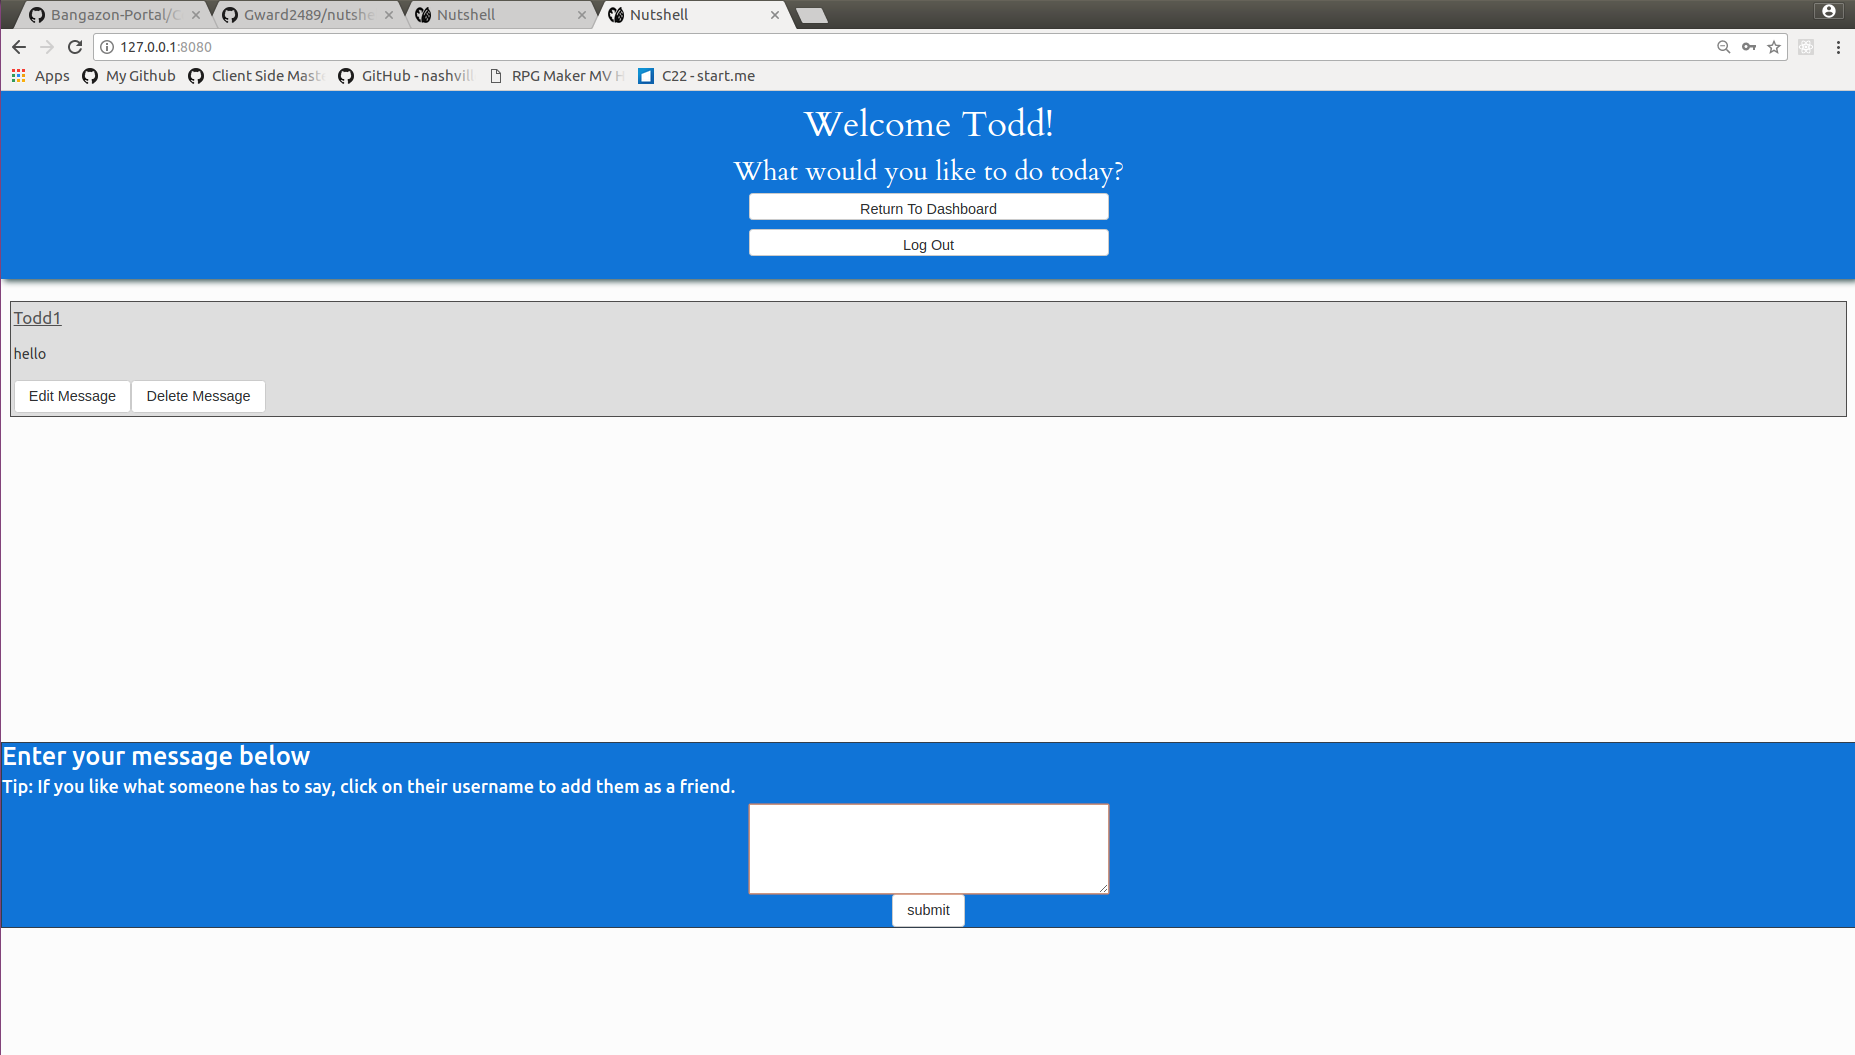 Bangazon-Portal/C
Gward2489/nutshe
Nutshell
Nutshell
127.0.0.1:8080
Apps
My Github
Client Side Mast
GitHub - nashvill
RPG Maker MV H
C22 - start.me
Welcome Todd!
What would you like to do today?
Return To Dashboard
Log Out
Todd1
hello
Edit Message
Delete Message
Enter your message below
Tip: If you like what someone has to say, click on their username to add them as a friend.
submit